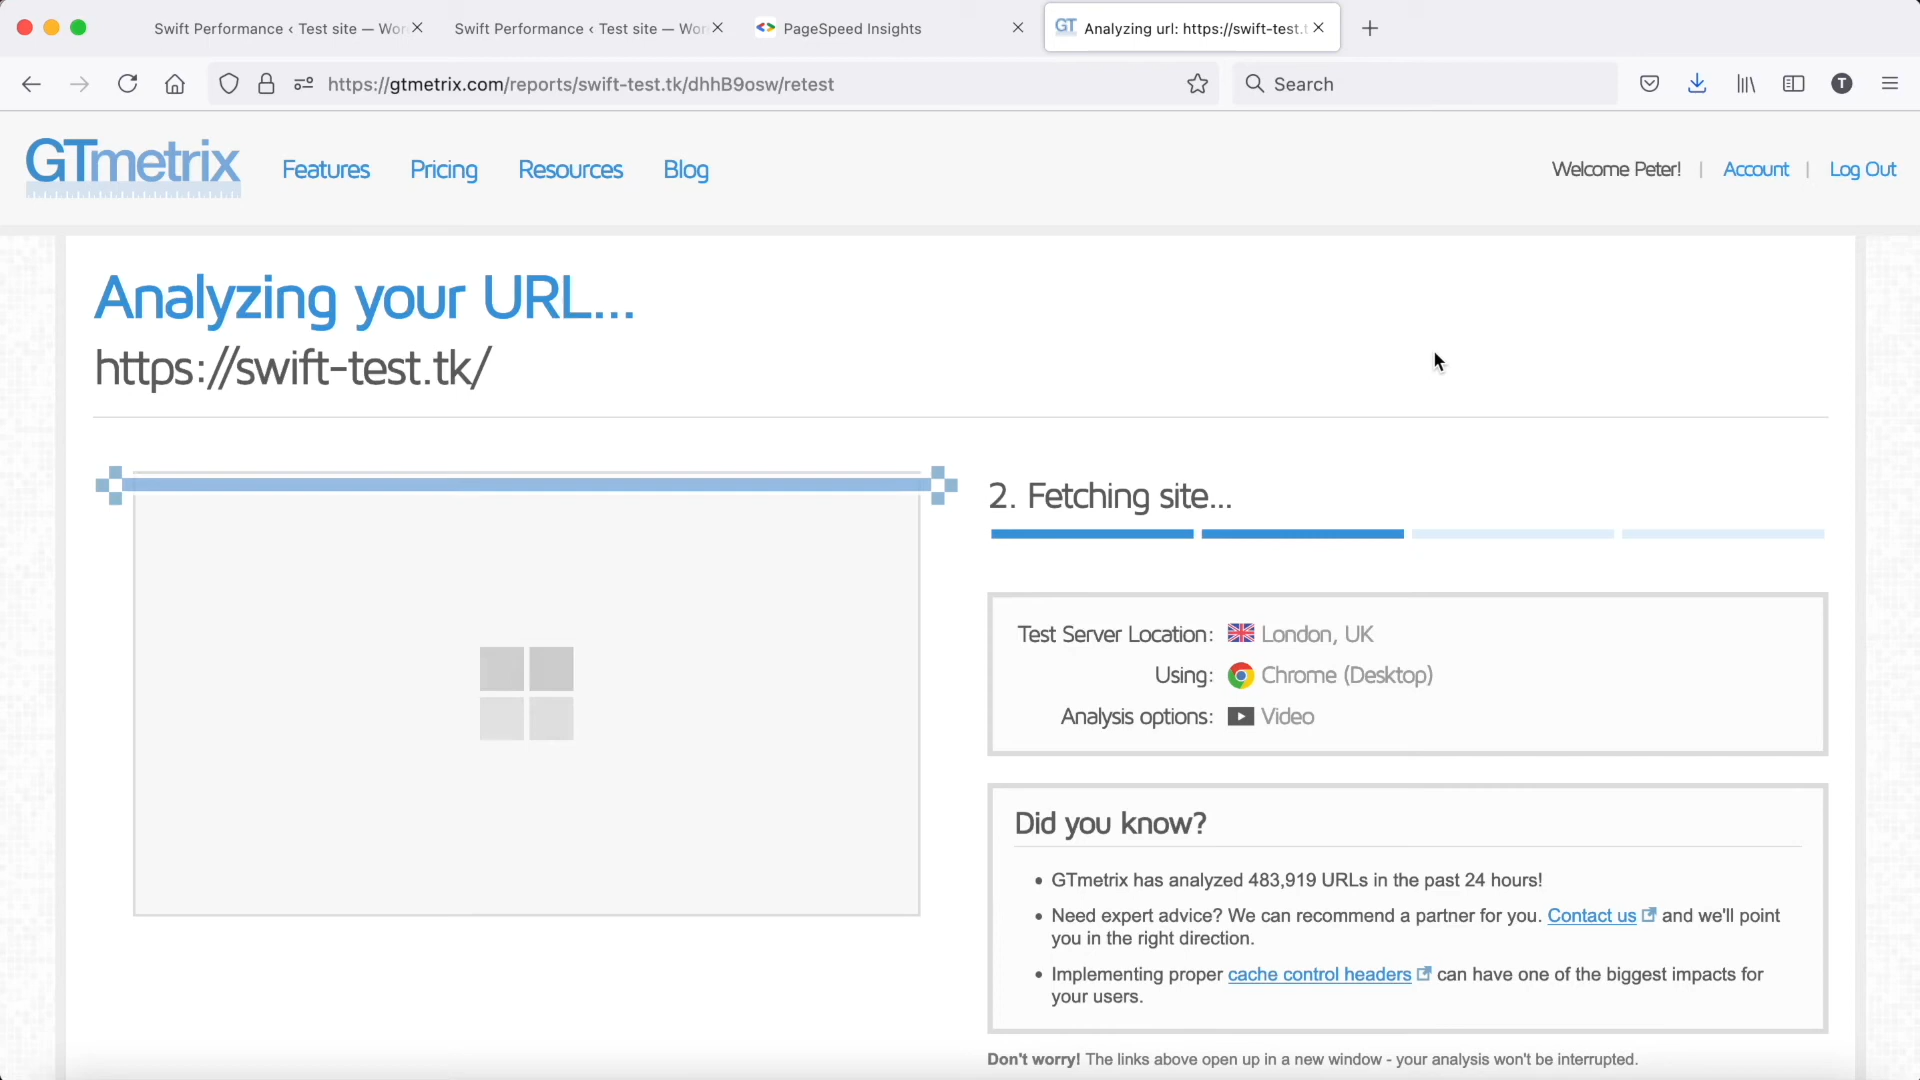 Swift Performance ‹ Test site — Wor
Swift Performance ‹ Test site — Wor
PageSpeed Insights
GT Analyzing url: https://swift-test.t
https://gtmetrix.com/reports/swift-test.tk/dhhB9osw/retest
Search
T
GTmetrix
Features
Pricing
Resources
Blog
Welcome Peter! | Account | Log Out
Analyzing your URL...
https://swift-test.tk/
2. Fetching site...
Test Server Location: London, UK
Using: Chrome (Desktop)
Analysis options: Video
Did you know?
• GTmetrix has analyzed 483,919 URLs in the past 24 hours!
• Need expert advice? We can recommend a partner for you. Contact us and we'll point
you in the right direction.
• Implementing proper cache control headers can have one of the biggest impacts for
your users.
Don't worry! The links above open up in a new window - your analysis won't be interrupted.